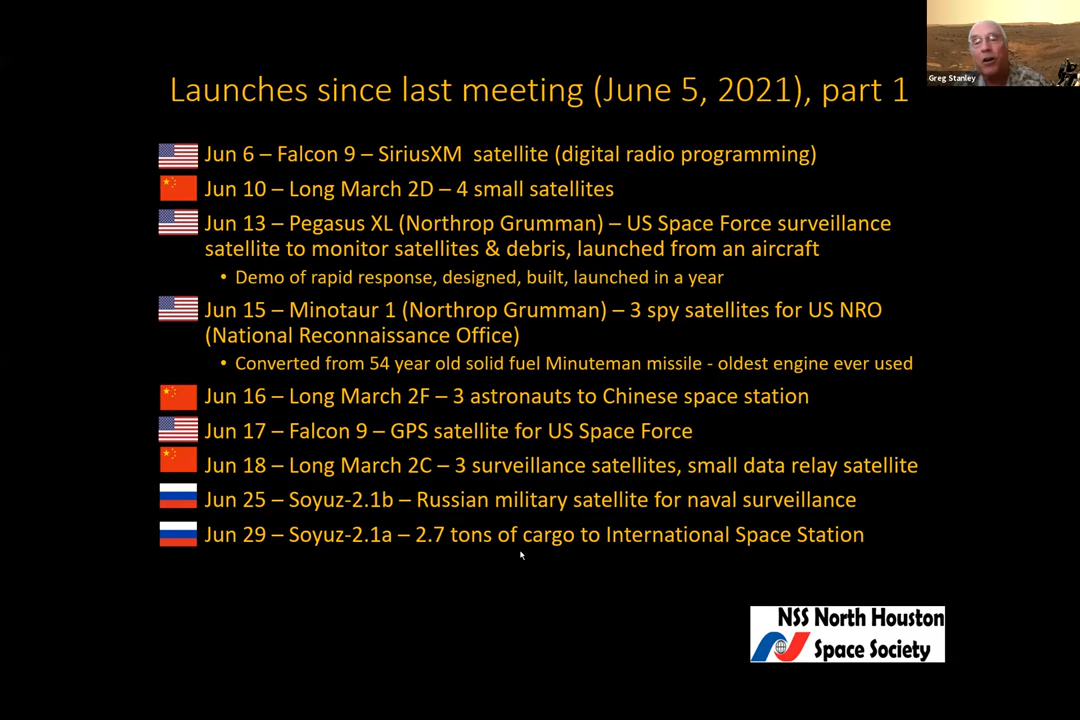 Greg Stanley
Launches since last meeting (June 5, 2021), part 1
Jun 6 – Falcon 9 – SiriusXM satellite (digital radio programming)
Jun 10 – Long March 2D – 4 small satellites
Jun 13 – Pegasus XL (Northrop Grumman) – US Space Force surveillance
satellite to monitor satellites & debris, launched from an aircraft
• Demo of rapid response, designed, built, launched in a year
Jun 15 – Minotaur 1 (Northrop Grumman) – 3 spy satellites for US NRO
(National Reconnaissance Office)
• Converted from 54 year old solid fuel Minuteman missile - oldest engine ever used
Jun 16 – Long March 2F – 3 astronauts to Chinese space station
Jun 17 – Falcon 9 – GPS satellite for US Space Force
Jun 18 – Long March 2C – 3 surveillance satellites, small data relay satellite
Jun 25 – Soyuz-2.1b – Russian military satellite for naval surveillance
Jun 29 – Soyuz-2.1a – 2.7 tons of cargo to International Space Station
NSS North Houston
Space Society